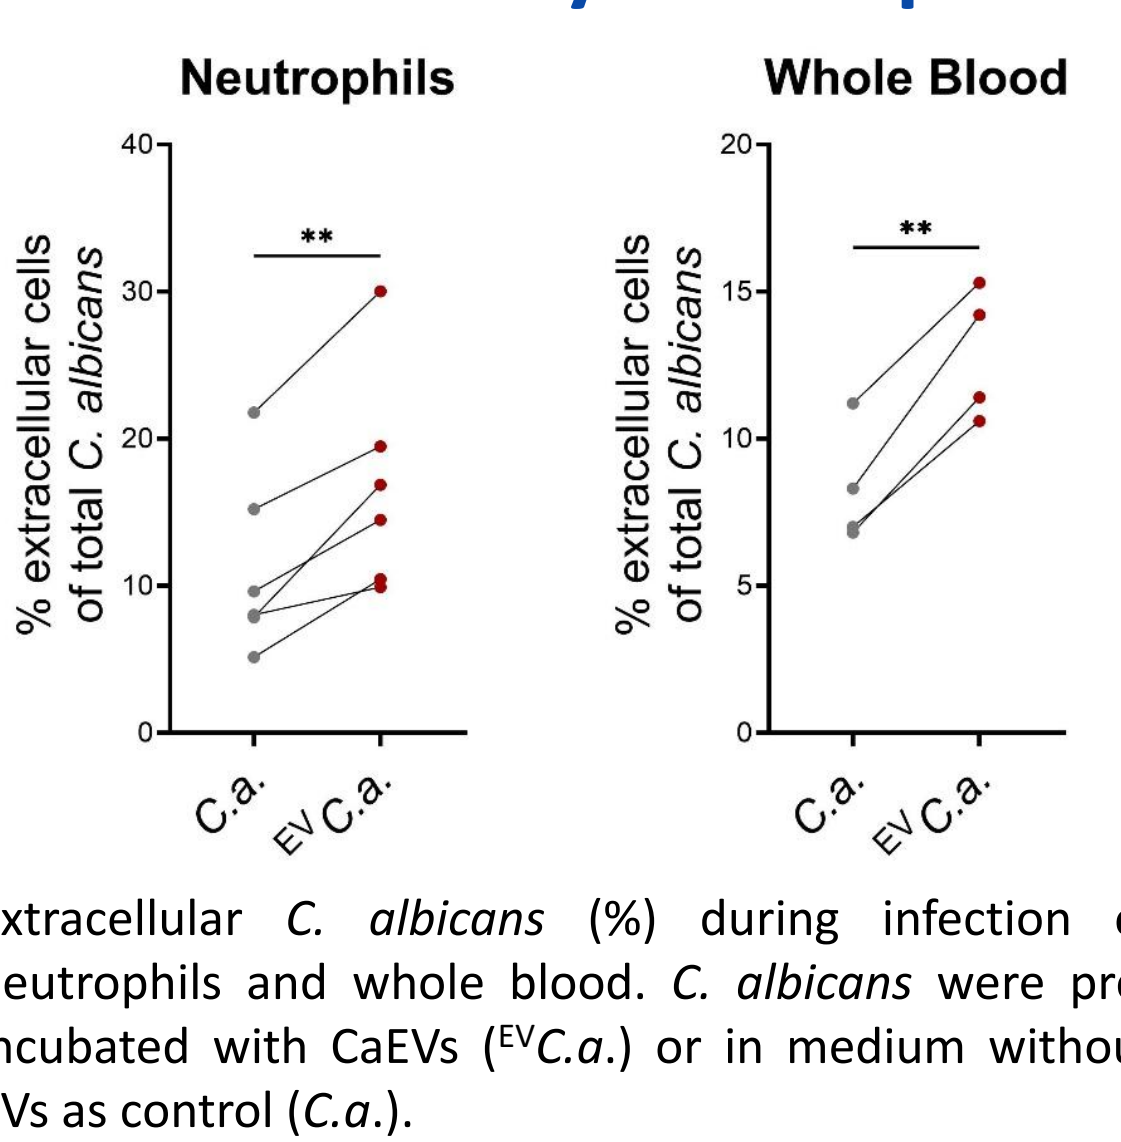 Neutrophils
40
30
20
10
0
% extracellular cells
of total C. albicans
**
C.a.
EV C.a.
Whole Blood
20
15
10
5
0
% extracellular cells
of total C. albicans
**
C.a.
EV C.a.
xtracellular C. albicans (%) during infection
eutrophils and whole blood. C. albicans were pre
ncubated with CaEVs (EVC.a.) or in medium withou
Vs as control (C.a.).